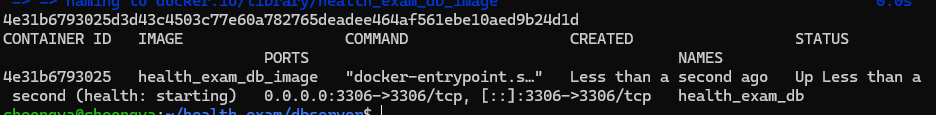 => => naming to docker.io/library/health_exam_db_image 0.0s
4e31b6793025d3d43c4503c77e60a782765deadee464af561ebe10aed9b24d1d
CONTAINER ID   IMAGE                  COMMAND                  CREATED                  STATUS
                PORTS                                                  NAMES
4e31b6793025   health_exam_db_image   "docker-entrypoint.s…"   Less than a second ago   Up Less than a
 second (health: starting)   0.0.0.0:3306->3306/tcp, [::]:3306->3306/tcp   health_exam_db
cheongya@cheongya:~/health_exam/dbserver$